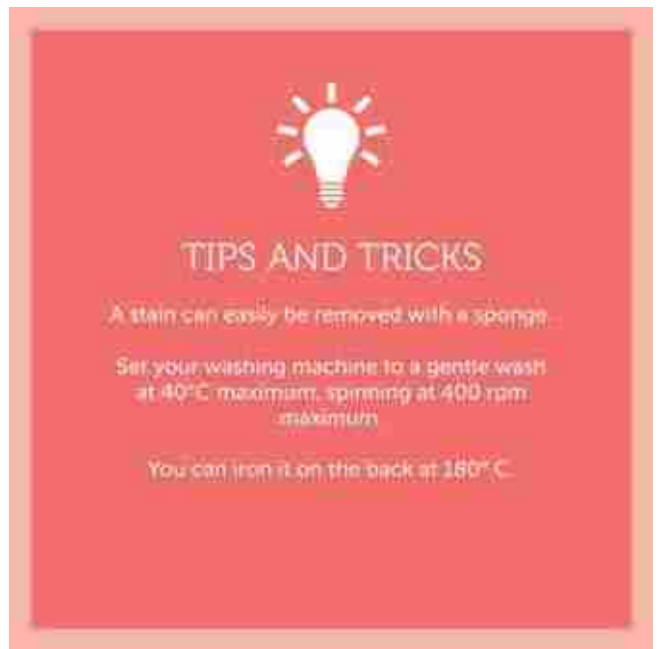 TIPS AND TRICKS
A stain can easily be removed with a sponge
Set your washing machine to a gentle wash
at 40°C maximum, spinning at 400 rpm
maximum
You can iron it on the back at 180° C.